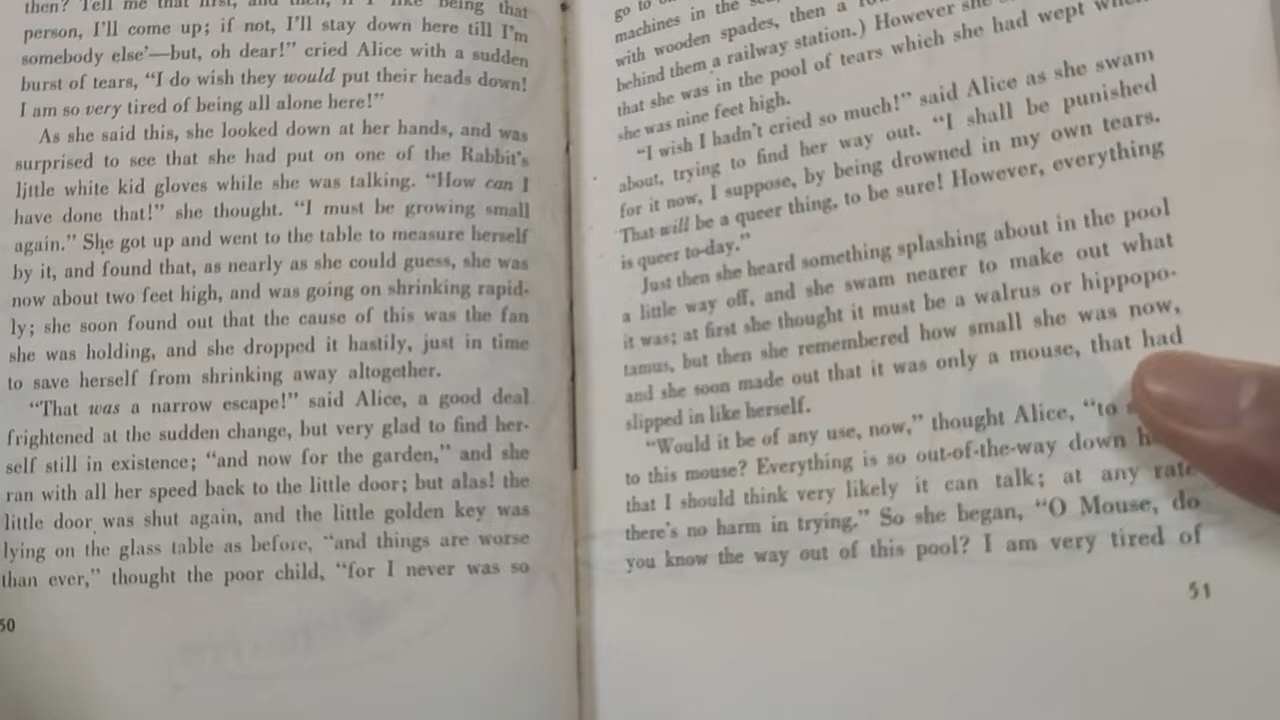 then? Tell me that first, and then, if I like being that
person, I'll come up; if not, I'll stay down here till I'm
somebody else'—but, oh dear!" cried Alice with a sudden
burst of tears, "I do wish they would put their heads down!
I am so very tired of being all alone here!"
As she said this, she looked down at her hands, and was
surprised to see that she had put on one of the Rabbit's
little white kid gloves while she was talking. "How can I
have done that!" she thought. "I must be growing small
again." She got up and went to the table to measure herself
by it, and found that, as nearly as she could guess, she was
now about two feet high, and was going on shrinking rapid-
ly; she soon found out that the cause of this was the fan
she was holding, and she dropped it hastily, just in time
to save herself from shrinking away altogether.
"That was a narrow escape!" said Alice, a good deal
frightened at the sudden change, but very glad to find her-
self still in existence; "and now for the garden," and she
ran with all her speed back to the little door; but alas! the
little door was shut again, and the little golden key was
lying on the glass table as before, "and things are worse
than ever," thought the poor child, "for I never was so
50
go to
machines in the
with wooden spades, then a
behind them a railway station.) However she
that she was in the pool of tears which she had wept when
she was nine feet high.
"I wish I hadn't cried so much!" said Alice as she swam
about, trying to find her way out. "I shall be punished
for it now, I suppose, by being drowned in my own tears.
That will be a queer thing, to be sure! However, everything
is queer to-day."
Just then she heard something splashing about in the pool
a little way off, and she swam nearer to make out what
it was; at first she thought it must be a walrus or hippopo-
tamus, but then she remembered how small she was now,
and she soon made out that it was only a mouse, that had
slipped in like herself.
"Would it be of any use, now," thought Alice, "to
to this mouse? Everything is so out-of-the-way down
that I should think very likely it can talk; at any rate
there's no harm in trying." So she began, "O Mouse, do
you know the way out of this pool? I am very tired of
51